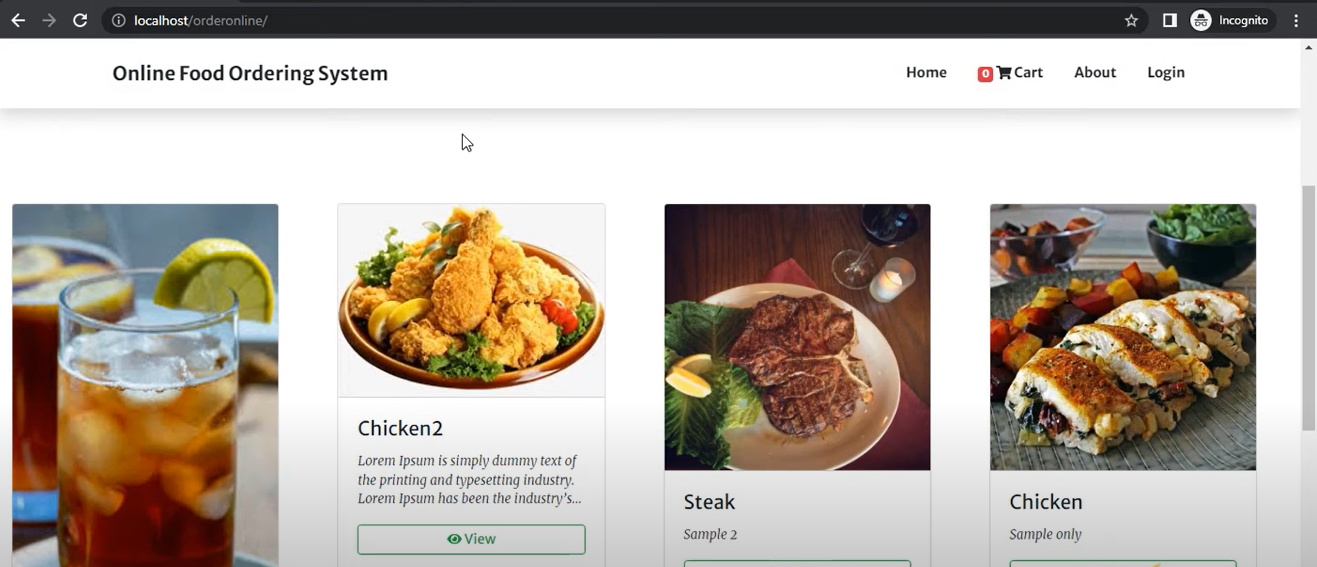 localhost/orderonline/
Incognito
Online Food Ordering System
Home
0 Cart
About
Login
Chicken2
Lorem Ipsum is simply dummy text of
the printing and typesetting industry.
Lorem Ipsum has been the industry's...
View
Steak
Sample 2
Chicken
Sample only